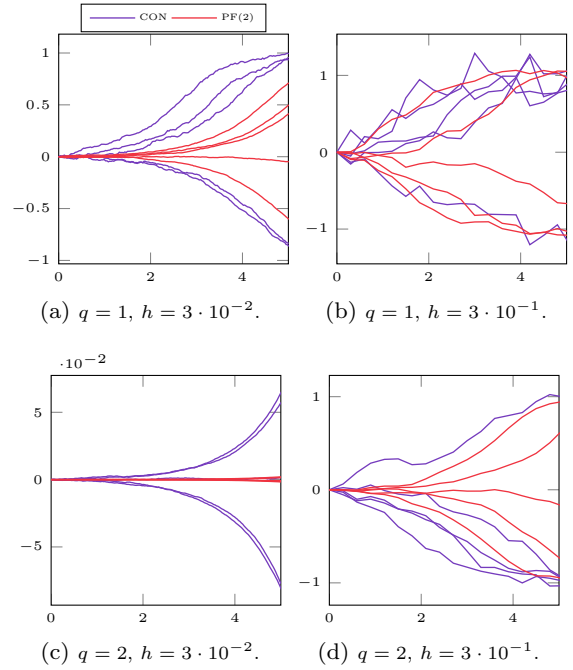 CON PF(2)
1
0.5
0
−0.5
−1
0 2 4
(a) q = 1, h = 3 · 10⁻².
1
0
−1
0 2 4
(b) q = 1, h = 3 · 10⁻¹.
·10⁻²
5
0
−5
0 2 4
(c) q = 2, h = 3 · 10⁻².
1
0
−1
0 2 4
(d) q = 2, h = 3 · 10⁻¹.